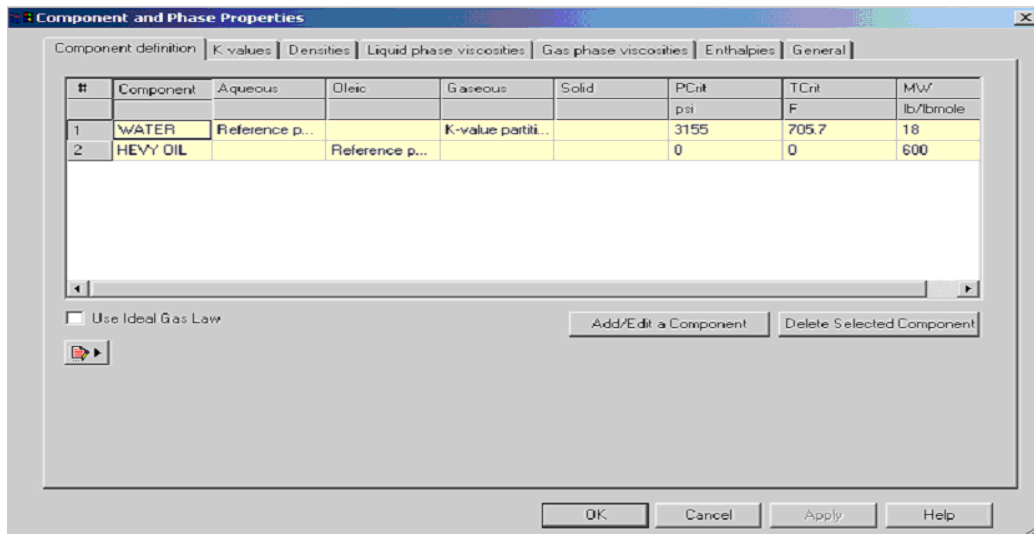 Component and Phase Properties
Component definition K values Densities Liquid phase viscosities Gas phase viscosities Enthalpies General
# Component Aqueous Oleic Gaseous Solid PCrit TCrit MW
psi F lb/lbmole
1 WATER Reference p... K-value partiti... 3155 705.7 18
2 HEVY OIL Reference p... 0 0 600
Use Ideal Gas Law
Add/Edit a Component Delete Selected Component
OK Cancel Apply Help